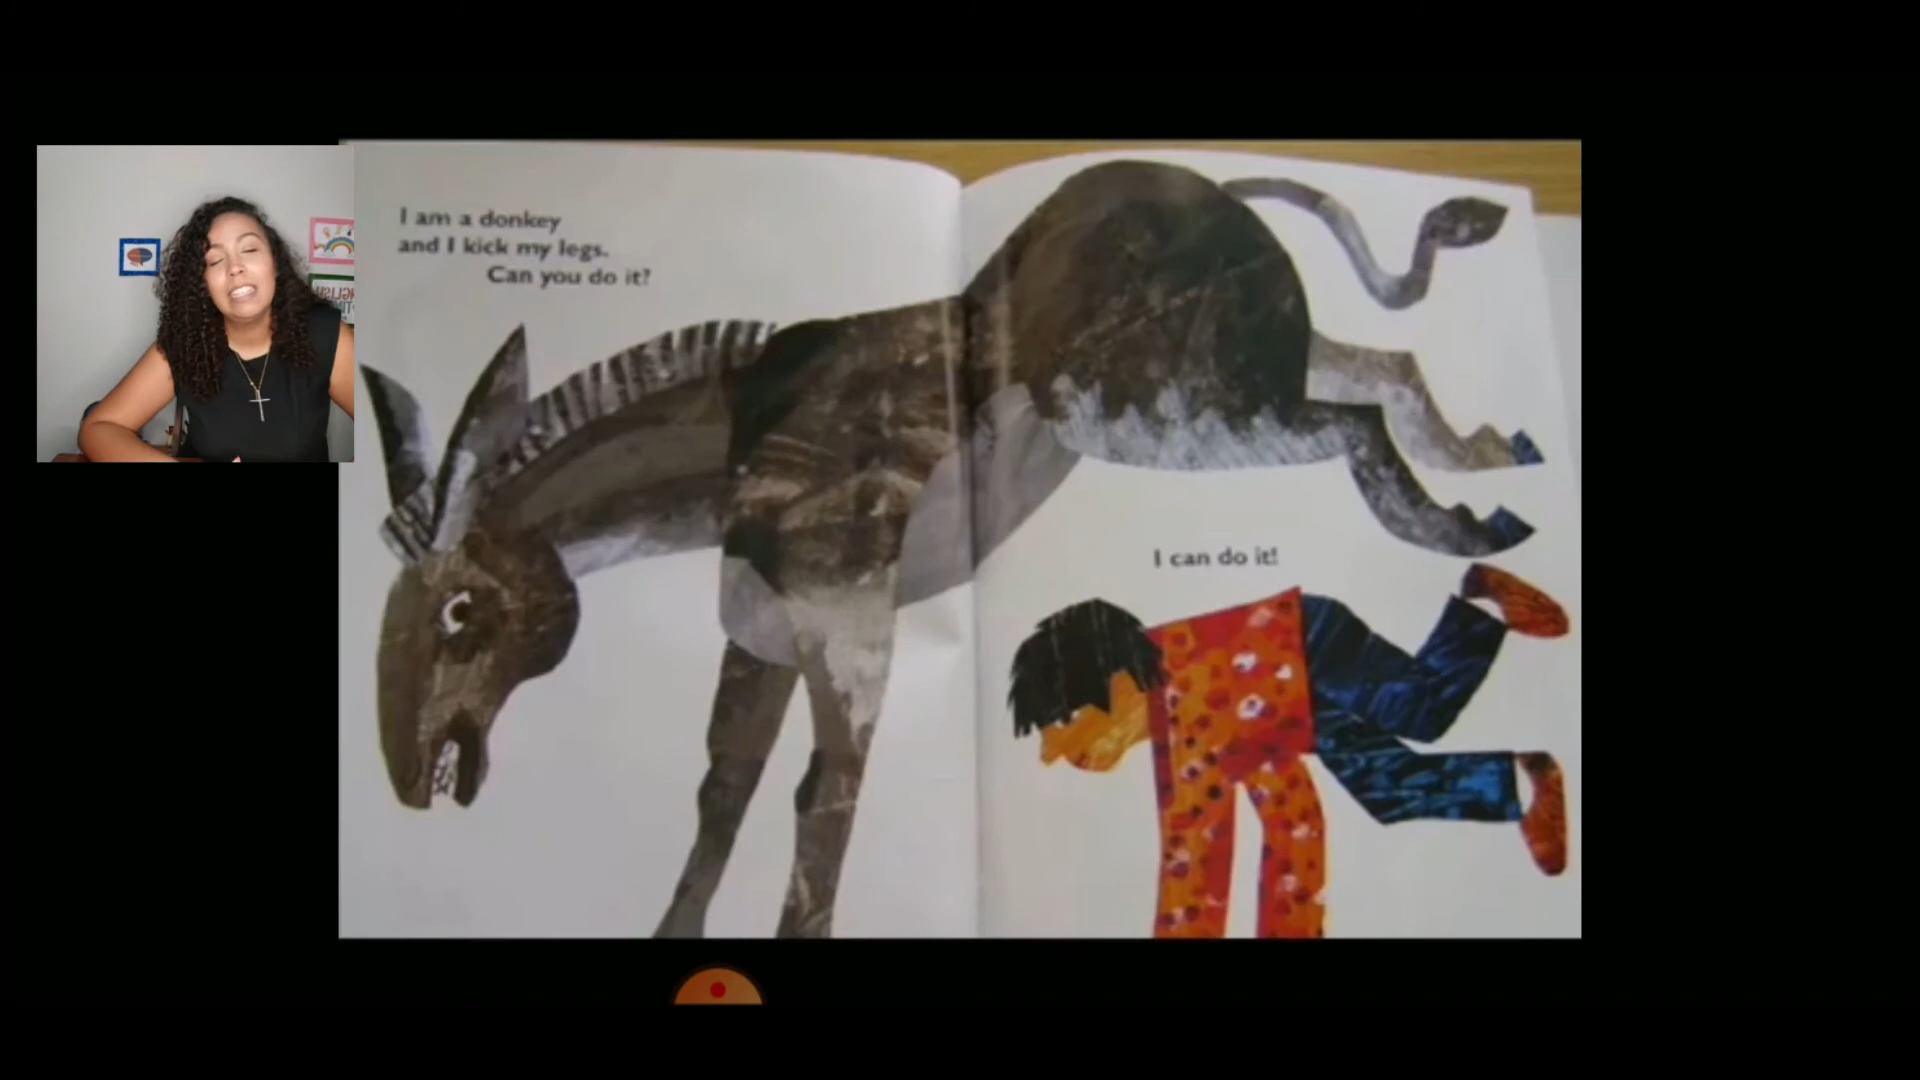 I am a donkey
and I kick my legs.
Can you do it?
I can do it!